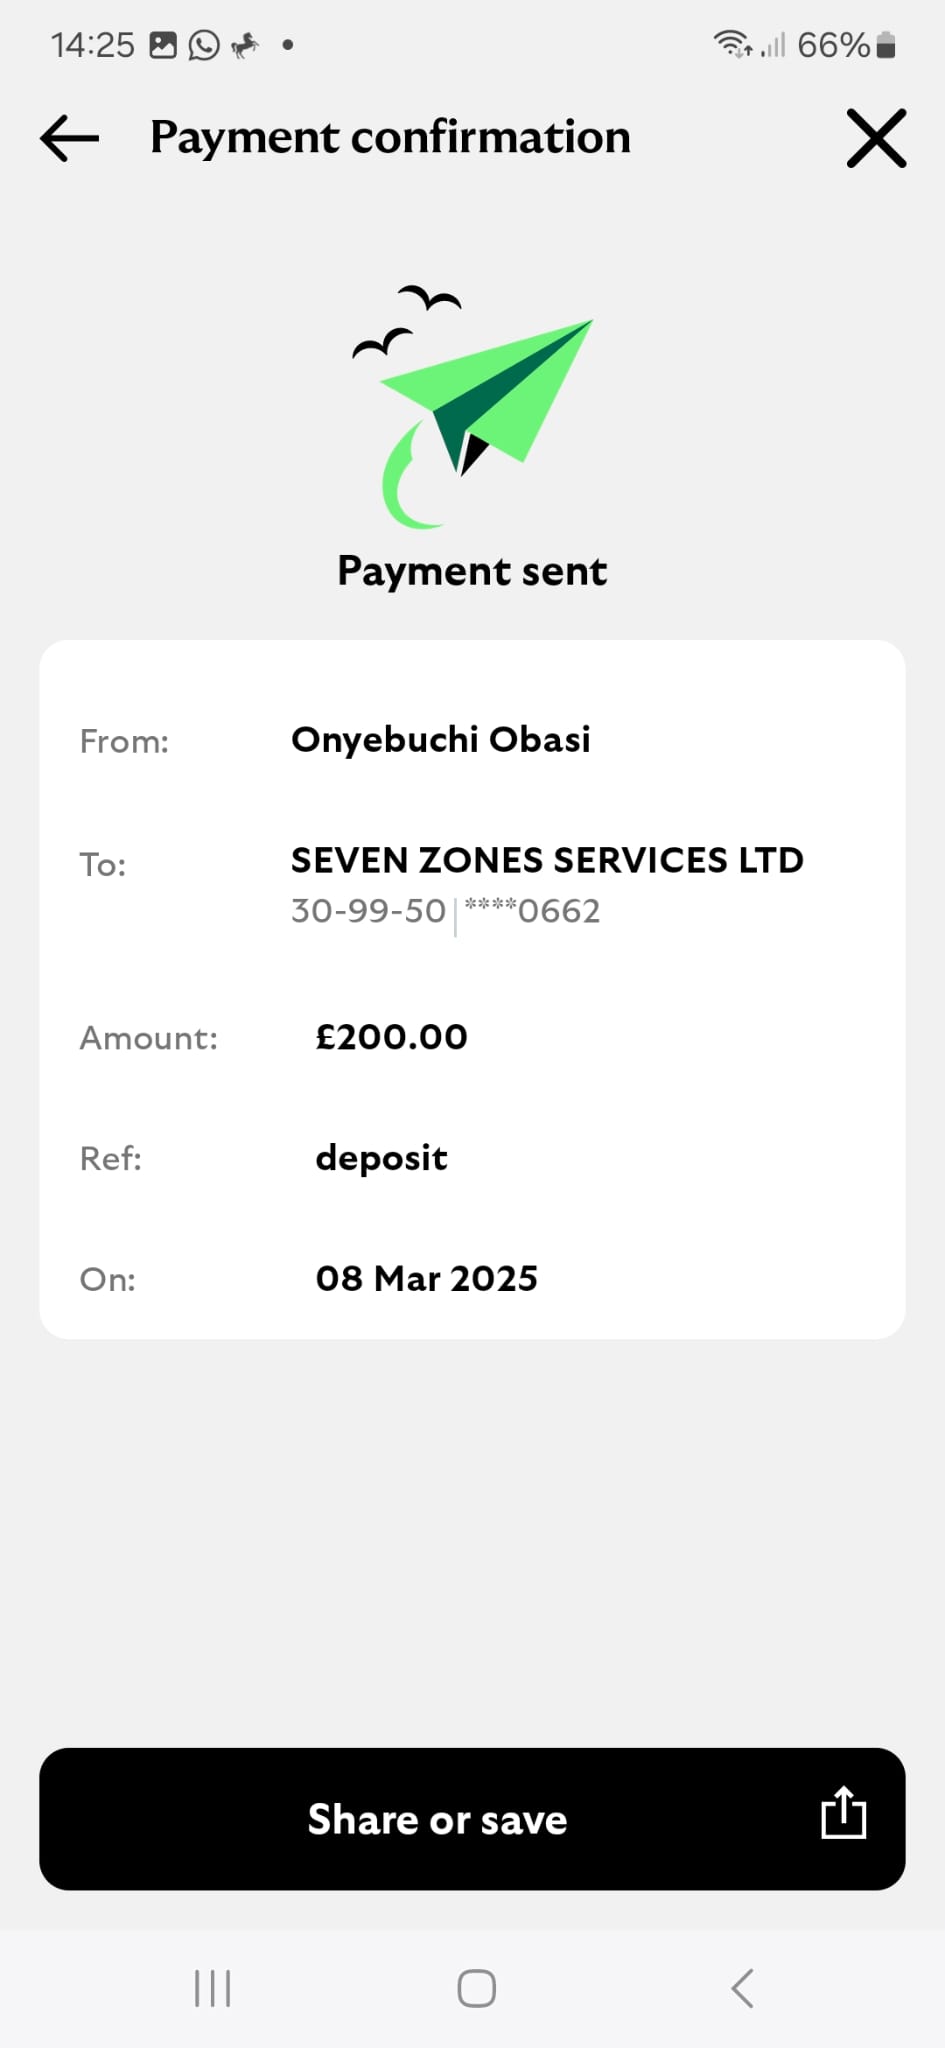 14:25 66%
Payment confirmation
Payment sent
From: Onyebuchi Obasi
To: SEVEN ZONES SERVICES LTD
30-99-50 | ****0662
Amount: £200.00
Ref: deposit
On: 08 Mar 2025
Share or save